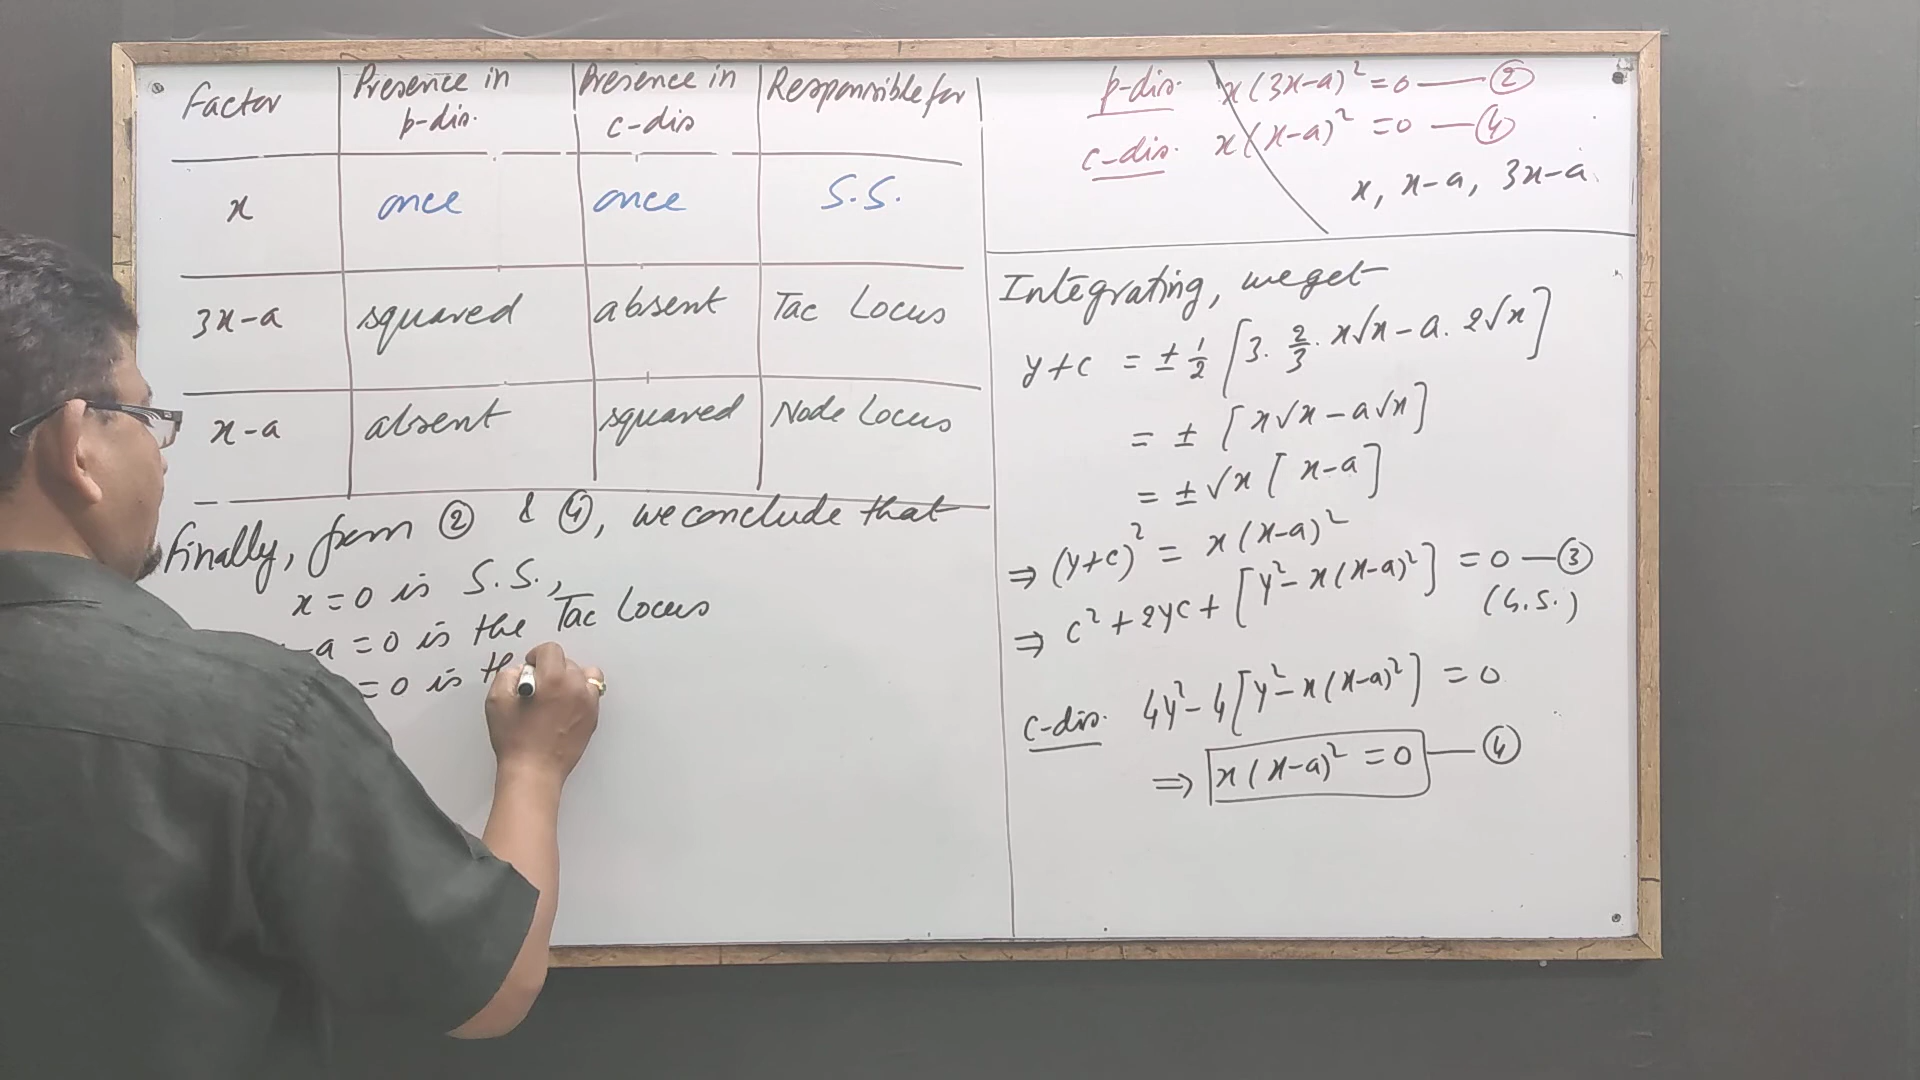 Factor | Presence in p-dis. | Presence in c-dis | Responsible for
x | once | once | S.S.
3x-a | squared | absent | Tac Locus
x-a | absent | squared | Node Locus
Finally, from ② & ④, we conclude that
x = 0 is S.S.,
-a = 0 is the Tac Locus
= 0 is th
p-dis. x(3x-a)² = 0 — ②
c-dis. x(x-a)² = 0 — ④
x, x-a, 3x-a
Integrating, we get
y+c = ± 1/2 [3. 2/3. x√x - a. 2√x]
= ± [x√x - a√x]
= ± √x [x-a]
⇒ (y+c)² = x(x-a)²
⇒ c² + 2yc + [y² - x(x-a)²] = 0 — ③
(G.S.)
c-dis. 4y² - 4[y² - x(x-a)²] = 0
⇒ x(x-a)² = 0 — ④